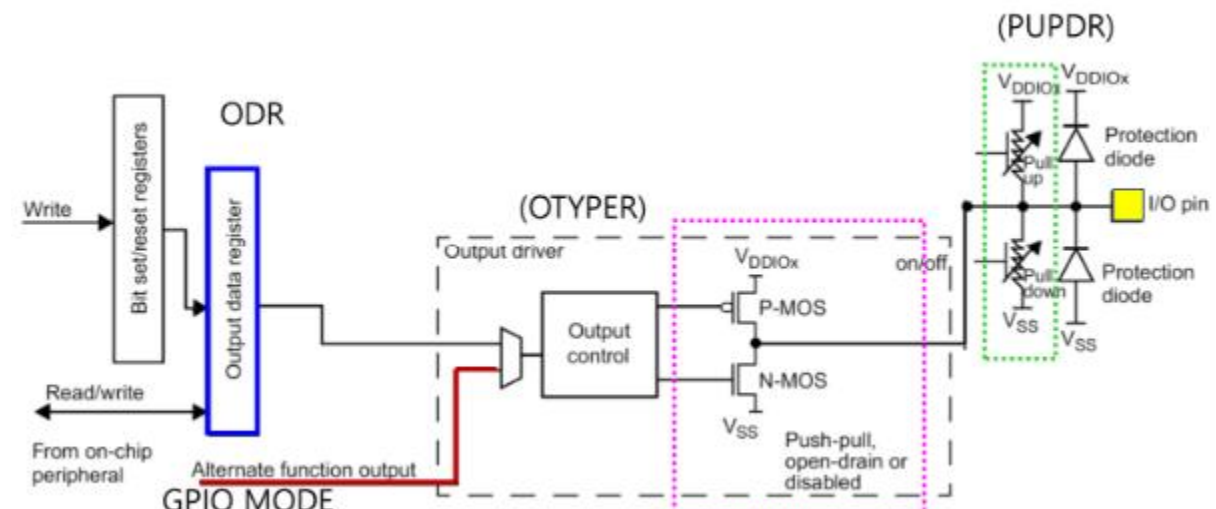 (PUPDR)
ODR
Bit set/reset registers
Write
Output data register
Read/write
From on-chip
peripheral
Alternate function output
GPIO MODE
(OTYPER)
Output driver
Output
control
VDDIOx
on/off
P-MOS
N-MOS
VSS
Push-pull,
open-drain or
disabled
VDDIOx
VDDIOx
Pull
up
Protection
diode
I/O pin
Pull
down
Protection
diode
VSS
VSS